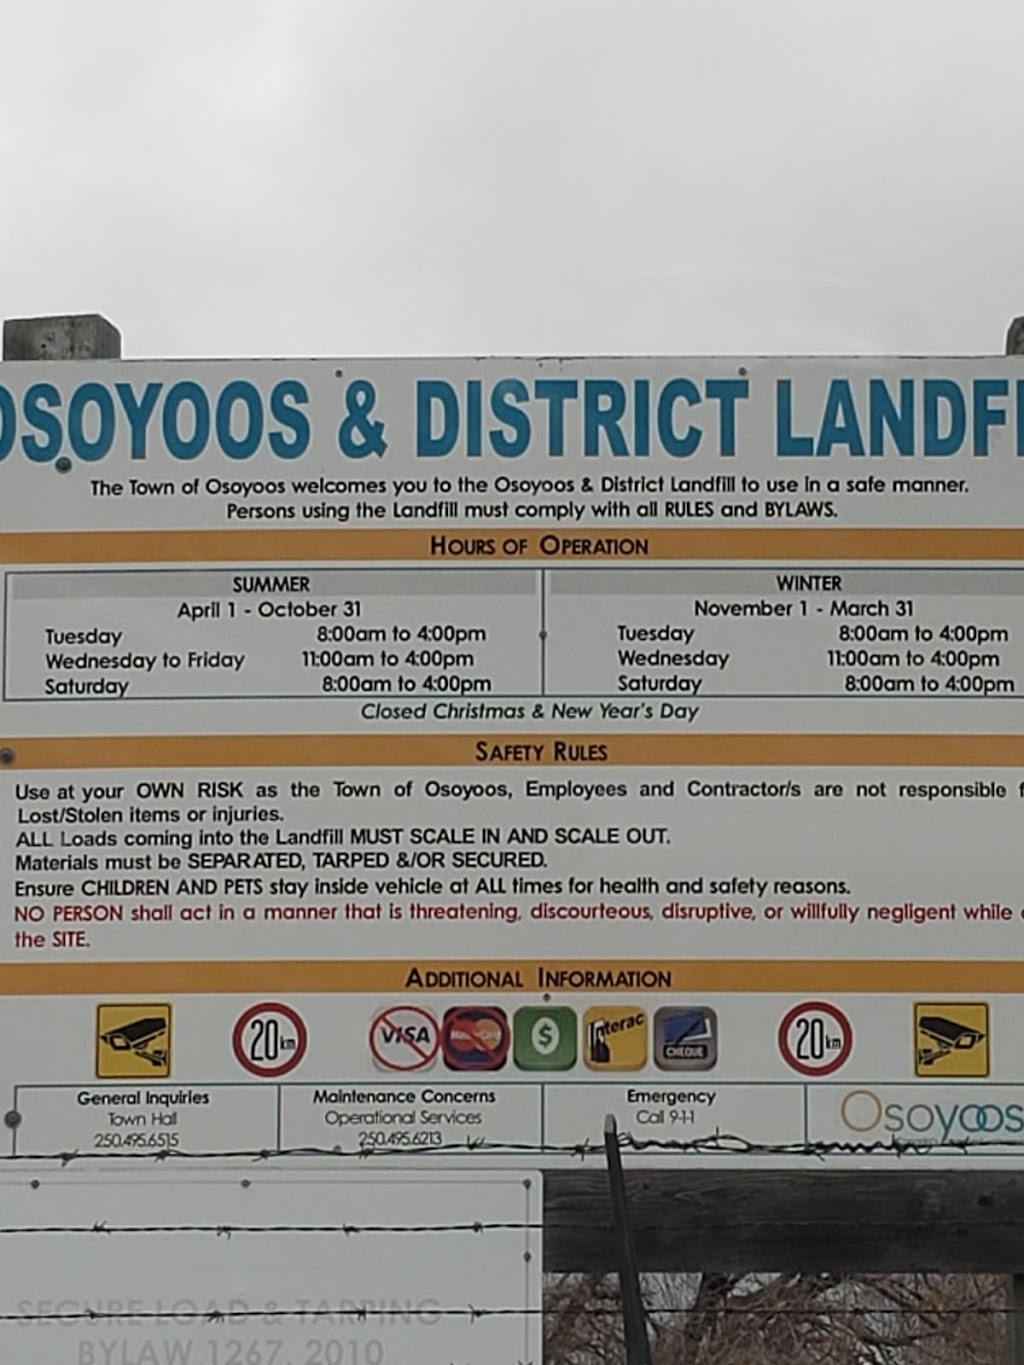 OSOYOOS & DISTRICT LANDFI
The Town of Osoyoos welcomes you to the Osoyoos & District Landfill to use in a safe manner.
Persons using the Landfill must comply with all RULES and BYLAWS.
HOURS OF OPERATION
SUMMER
April 1 - October 31
Tuesday 8:00am to 4:00pm
Wednesday to Friday 11:00am to 4:00pm
Saturday 8:00am to 4:00pm
WINTER
November 1 - March 31
Tuesday 8:00am to 4:00pm
Wednesday 11:00am to 4:00pm
Saturday 8:00am to 4:00pm
Closed Christmas & New Year's Day
SAFETY RULES
Use at your OWN RISK as the Town of Osoyoos, Employees and Contractor/s are not responsible f
Lost/Stolen items or injuries.
ALL Loads coming into the Landfill MUST SCALE IN AND SCALE OUT.
Materials must be SEPARATED, TARPED &/OR SECURED.
Ensure CHILDREN AND PETS stay inside vehicle at ALL times for health and safety reasons.
NO PERSON shall act in a manner that is threatening, discourteous, disruptive, or willfully negligent while
the SITE.
ADDITIONAL INFORMATION
20km VISA MasterCard $ Interac CHEQUE 20km
General Inquiries
Town Hall
250.495.6515
Maintenance Concerns
Operational Services
250.495.6213
Emergency
Call 9-1-1
Osoyoos
SECURE LOAD & TARPING
BYLAW 1267, 2010